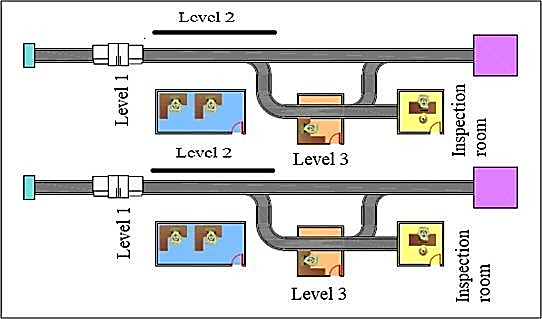 Level 2
Level 1
Level 3
Inspection
room
Level 2
Level 1
Level 3
Inspection
room